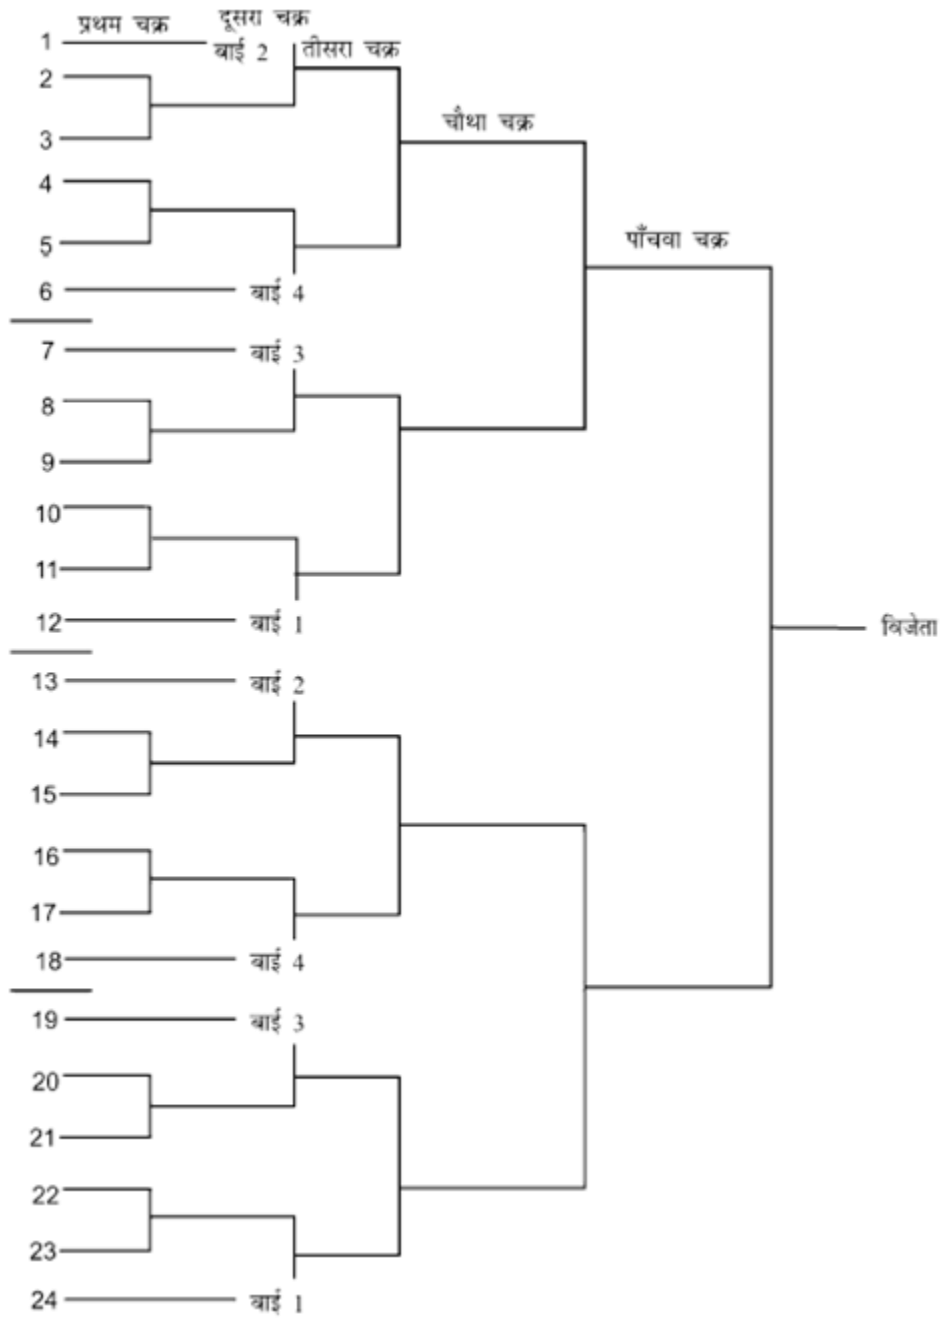 प्रथम चक्र
दूसरा चक्र
1
बाई 2
तीसरा चक्र
2
चौथा चक्र
3
4
पाँचवा चक्र
5
6
बाई 4
7
बाई 3
8
9
10
11
12
बाई 1
विजेता
13
बाई 2
14
15
16
17
18
बाई 4
19
बाई 3
20
21
22
23
24
बाई 1